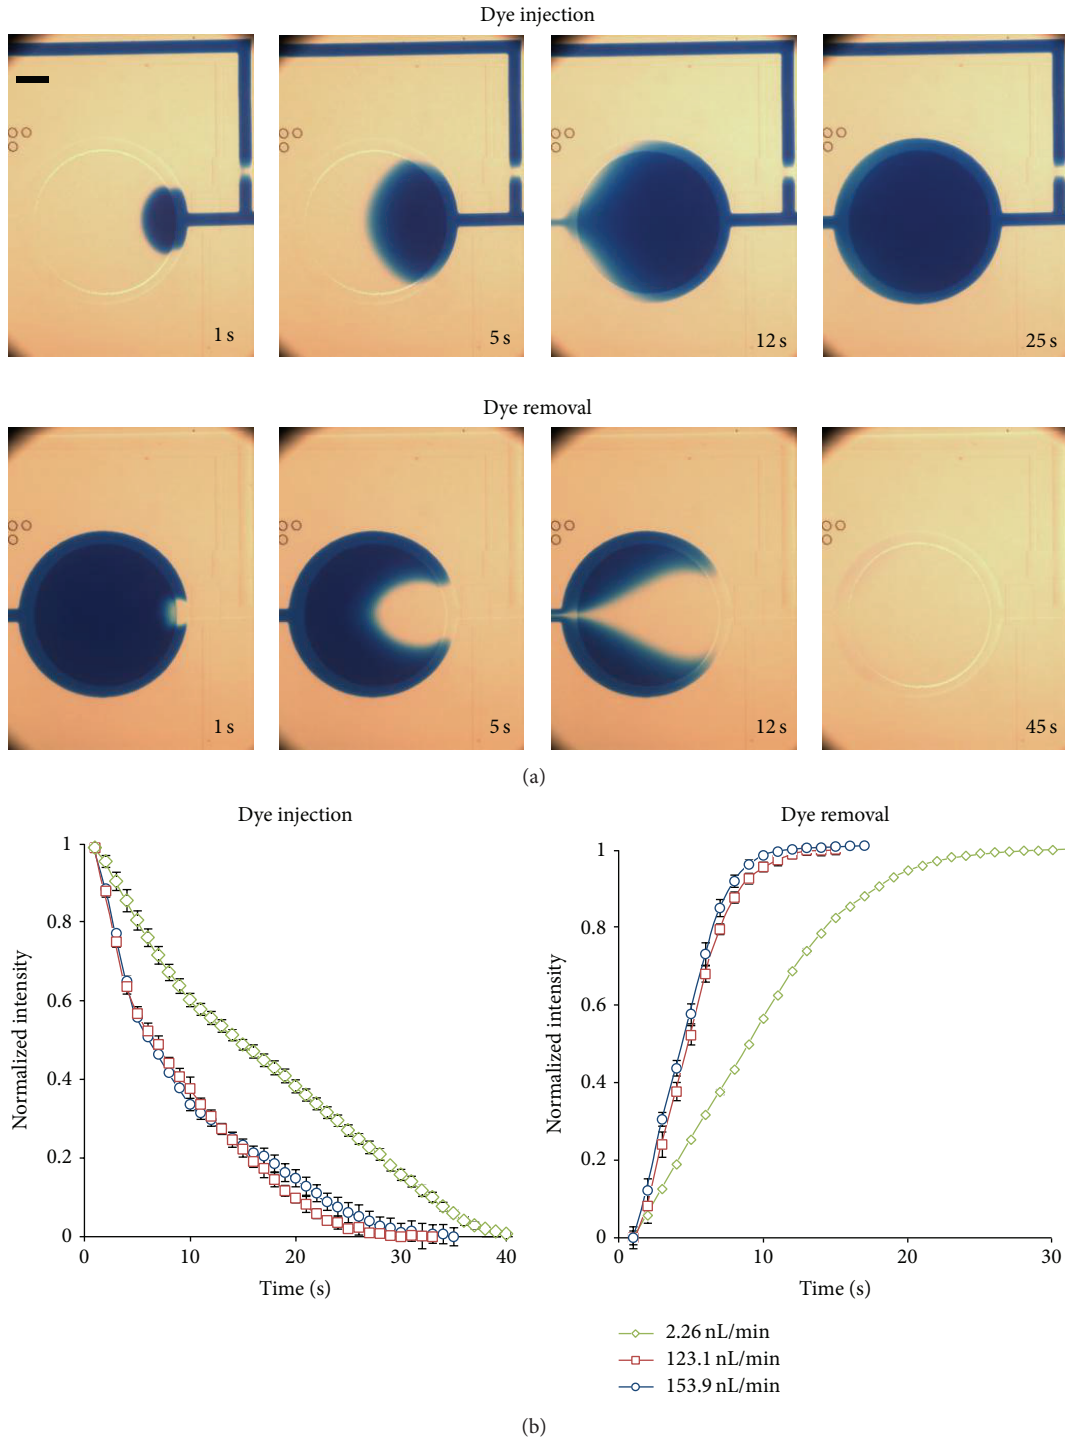 Dye injection
1 s
5 s
12 s
25 s
Dye removal
1 s
5 s
12 s
45 s
(a)
Dye injection
1
0.8
0.6
0.4
0.2
0
0
10
20
30
40
Normalized intensity
Time (s)
Dye removal
1
0.8
0.6
0.4
0.2
0
0
10
20
30
Normalized intensity
Time (s)
2.26 nL/min
123.1 nL/min
153.9 nL/min
(b)